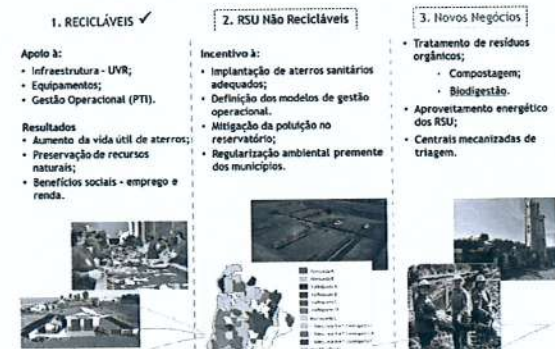 1. RECICLÁVEIS ✓
Apoio à:
• Infraestrutura - UVR;
• Equipamentos;
• Gestão Operacional (PTI).
Resultados
• Aumento da vida útil de aterros;
• Preservação de recursos
naturais;
• Benefícios sociais - emprego e
renda.
2. RSU Não Recicláveis
Incentivo à:
• Implantação de aterros sanitários
adequados;
• Definição dos modelos de gestão
operacional.
• Mitigação da poluição no
reservatório;
• Regularização ambiental premente
dos municípios.
3. Novos Negócios
• Tratamento de resíduos
orgânicos;
• Compostagem;
• Biodigestão.
• Aproveitamento energético
dos RSU;
• Centrais mecanizadas de
triagem.